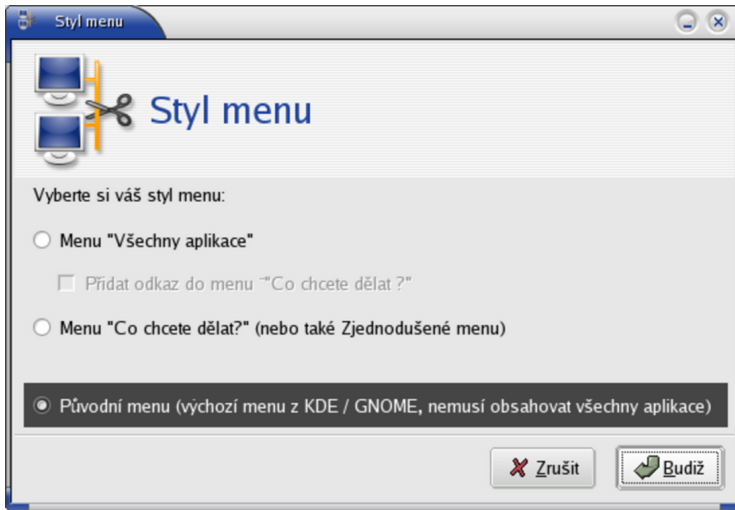 Styl menu
Styl menu
Vyberte si váš styl menu:
Menu "Všechny aplikace"
Přidat odkaz do menu ¨"Co chcete dělat ?"
Menu "Co chcete dělat?" (nebo také Zjednodušené menu)
Původní menu (výchozí menu z KDE / GNOME, nemusí obsahovat všechny aplikace)
Zrušit Budiž